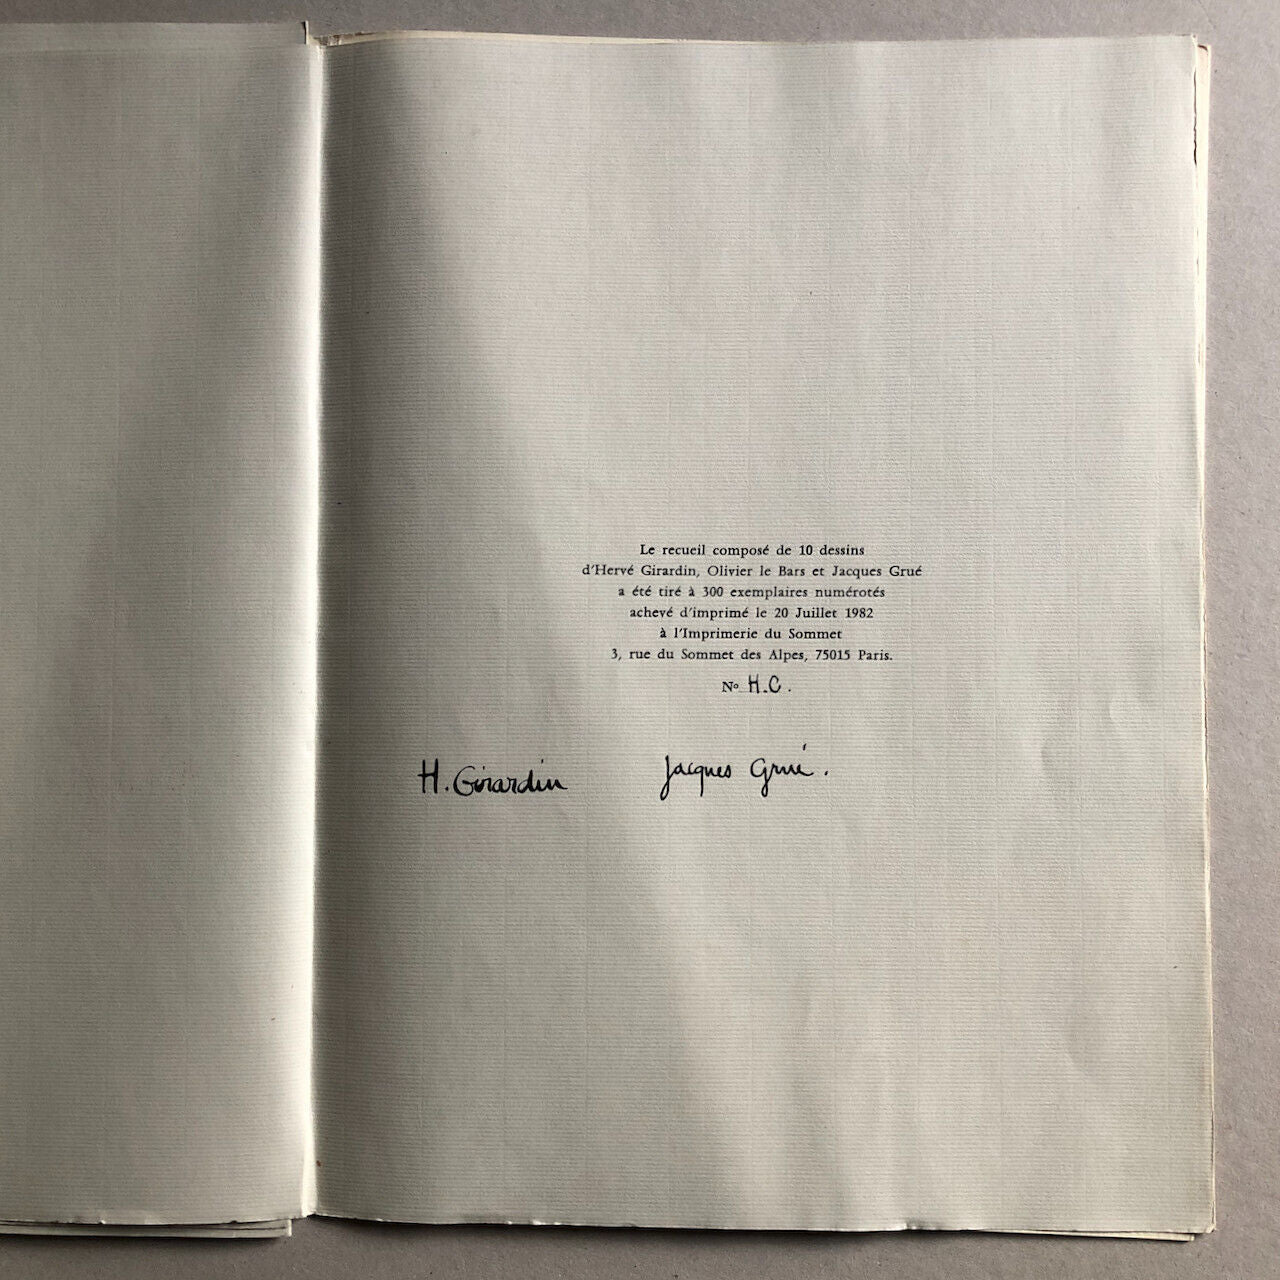 Le recueil composé de 10 dessins
d'Hervé Girardin, Olivier le Bars et Jacques Grué
a été tiré à 300 exemplaires numérotés
achevé d'imprimé le 20 Juillet 1982
à l'Imprimerie du Sommet
3, rue du Sommet des Alpes, 75015 Paris.
Nº H.C.
H. Girardin Jacques Grué.